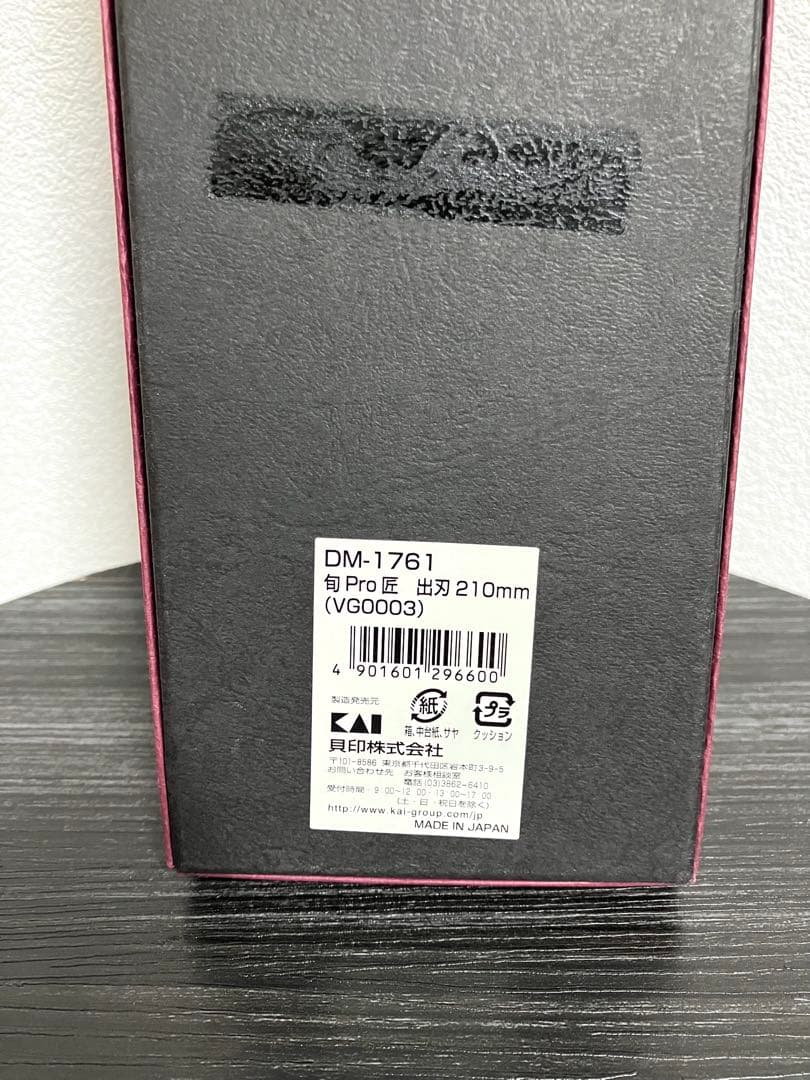 DM-1761
旬Pro匠 出刃210mm
(VG0003)
4 901601 296600
製造発売元
KAI
紙
プラ
箱、中台紙、サヤ
クッション
貝印株式会社
〒101-8586 東京都千代田区岩本町3-9-5
お問い合わせ先 お客様相談室
電話(03)3862-6410
受付時間・9:00~12:00・13:00~17:00
(土・日・祝日を除く)
http://www.kai-group.com/jp
MADE IN JAPAN